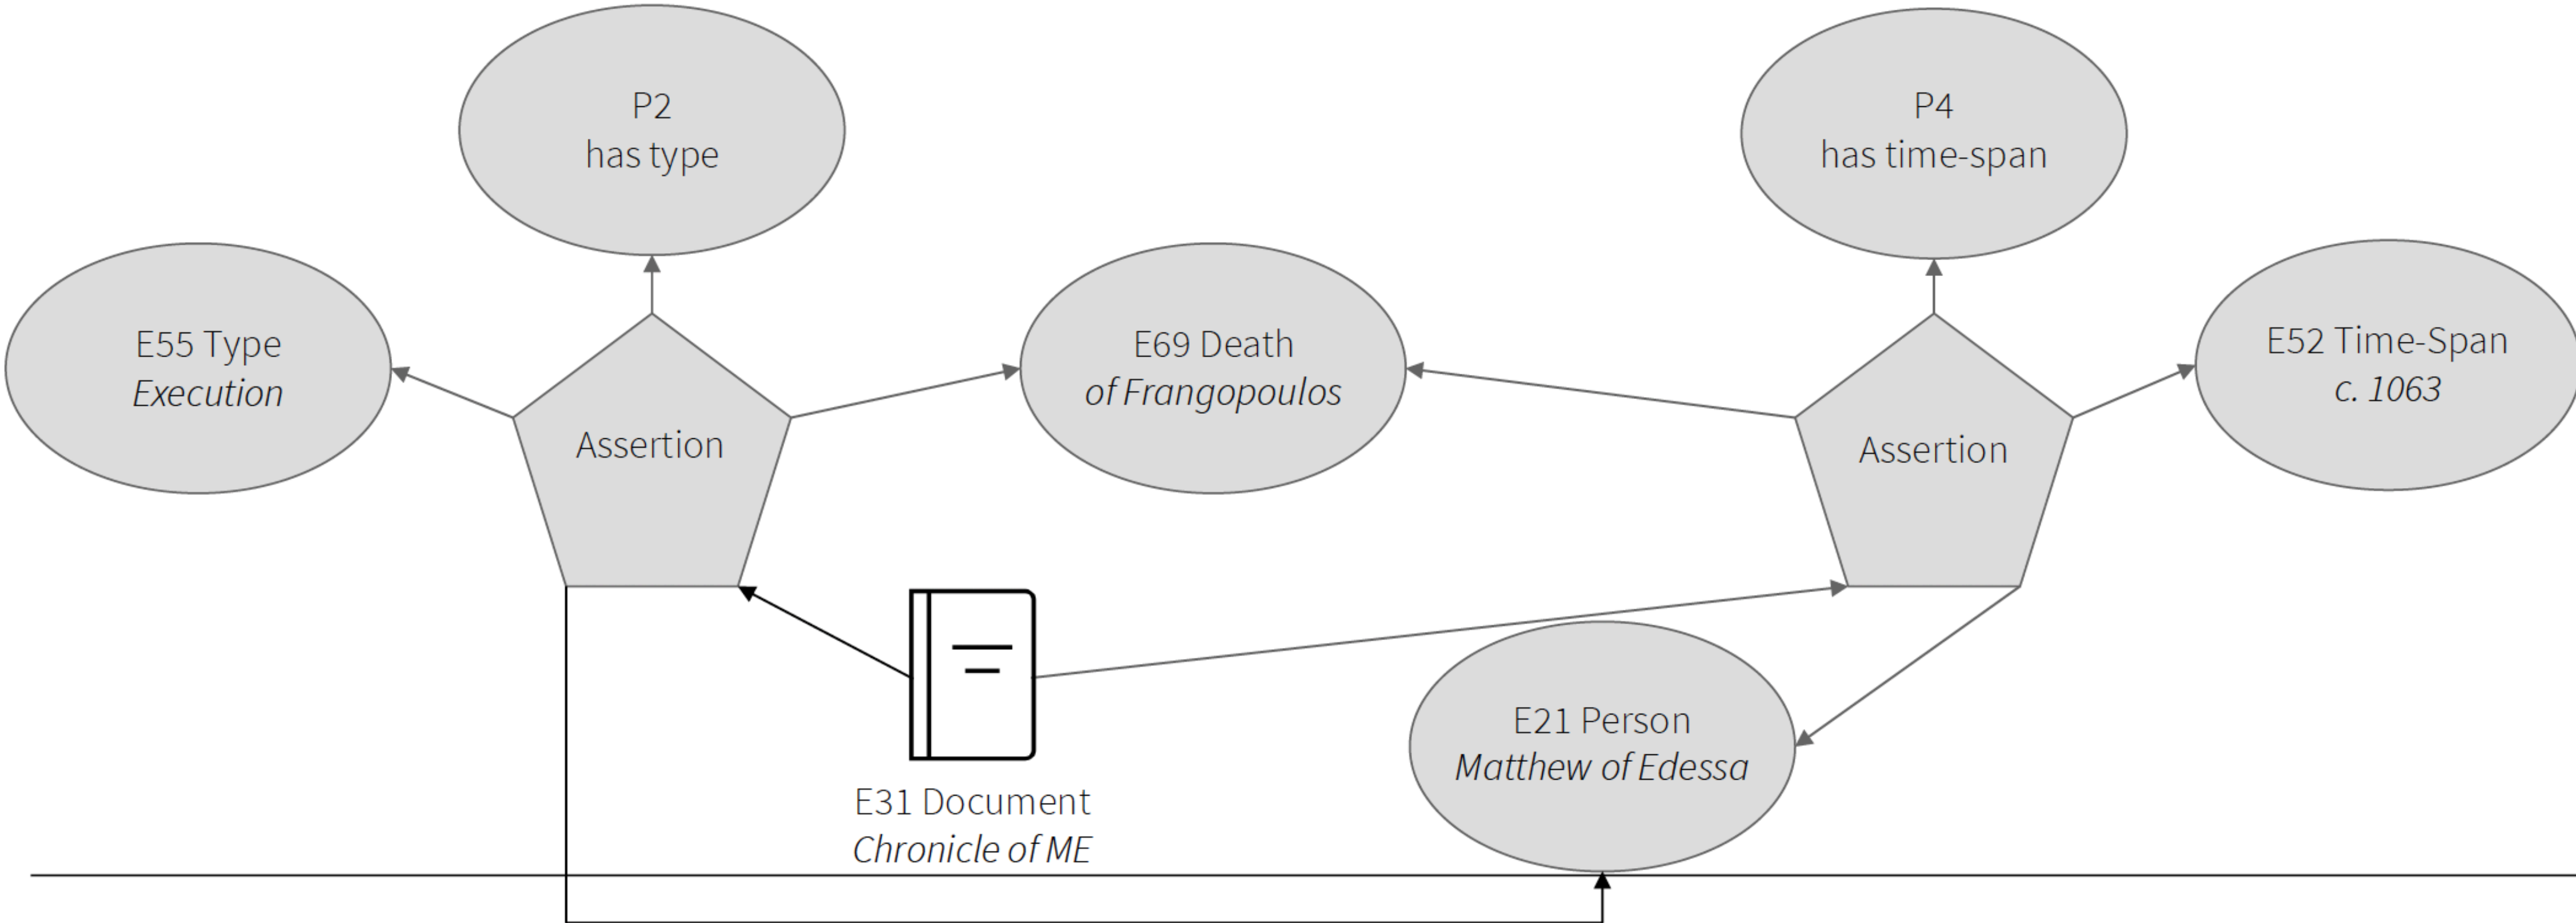 P2
has type
P4
has time-span
E55 Type
Execution
E69 Death
of Frangopoulos
E52 Time-Span
c. 1063
Assertion
Assertion
E21 Person
Matthew of Edessa
E31 Document
Chronicle of ME